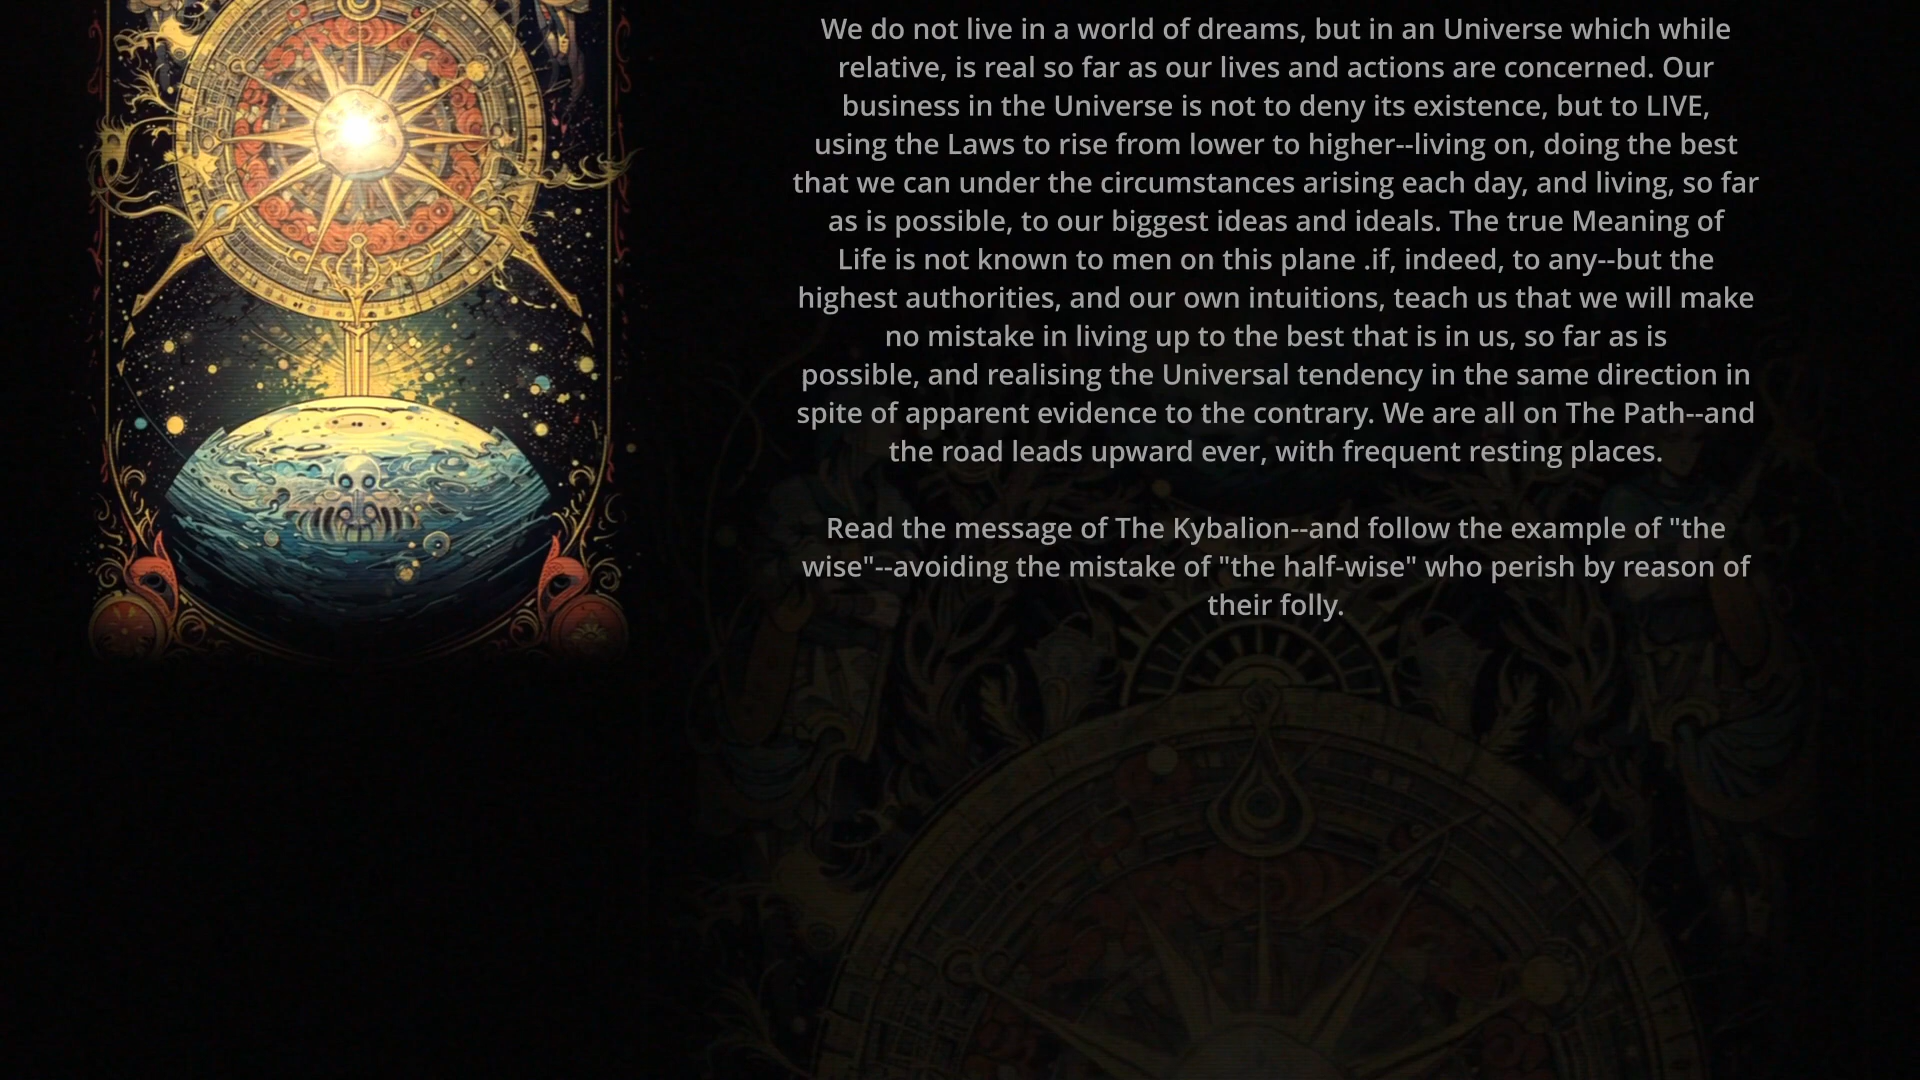 We do not live in a world of dreams, but in an Universe which while
relative, is real so far as our lives and actions are concerned. Our
business in the Universe is not to deny its existence, but to LIVE,
using the Laws to rise from lower to higher--living on, doing the best
that we can under the circumstances arising each day, and living, so far
as is possible, to our biggest ideas and ideals. The true Meaning of
Life is not known to men on this plane .if, indeed, to any--but the
highest authorities, and our own intuitions, teach us that we will make
no mistake in living up to the best that is in us, so far as is
possible, and realising the Universal tendency in the same direction in
spite of apparent evidence to the contrary. We are all on The Path--and
the road leads upward ever, with frequent resting places.
Read the message of The Kybalion--and follow the example of "the
wise"--avoiding the mistake of "the half-wise" who perish by reason of
their folly.